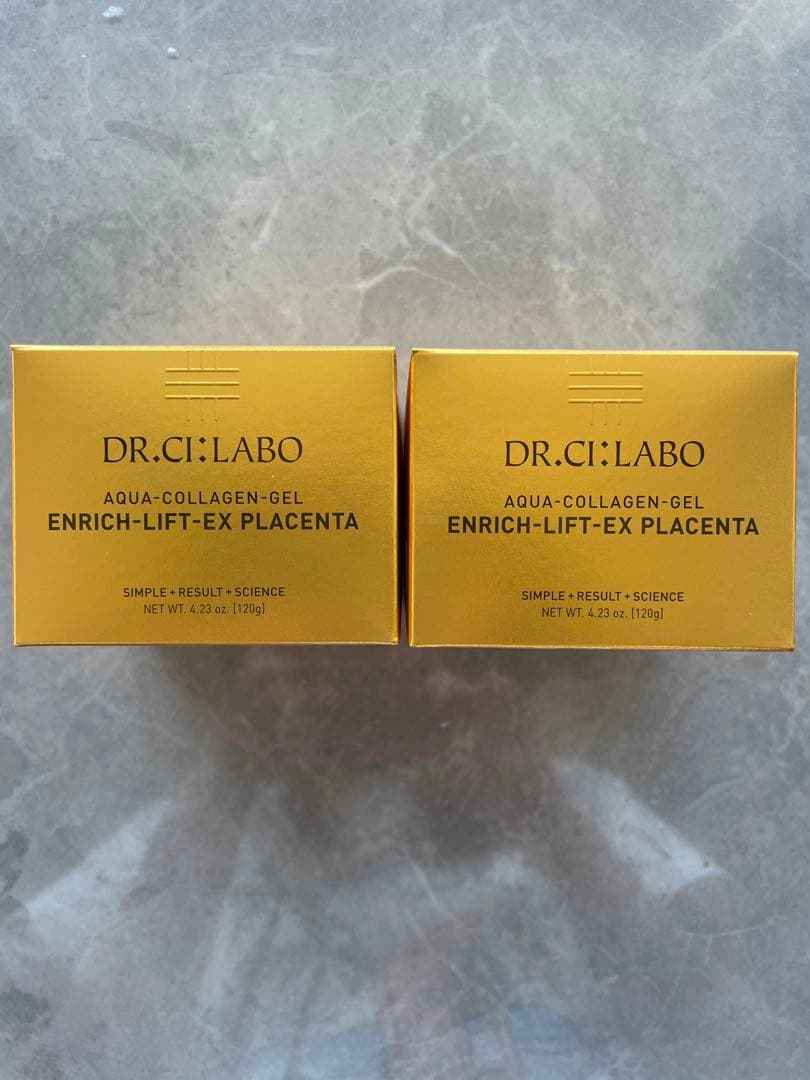 DR.CI:LABO
AQUA-COLLAGEN-GEL
ENRICH-LIFT-EX PLACENTA
SIMPLE + RESULT + SCIENCE
NET WT. 4.23 oz. [120g]
DR.CI:LABO
AQUA-COLLAGEN-GEL
ENRICH-LIFT-EX PLACENTA
SIMPLE + RESULT + SCIENCE
NET WT. 4.23 oz. [120g]